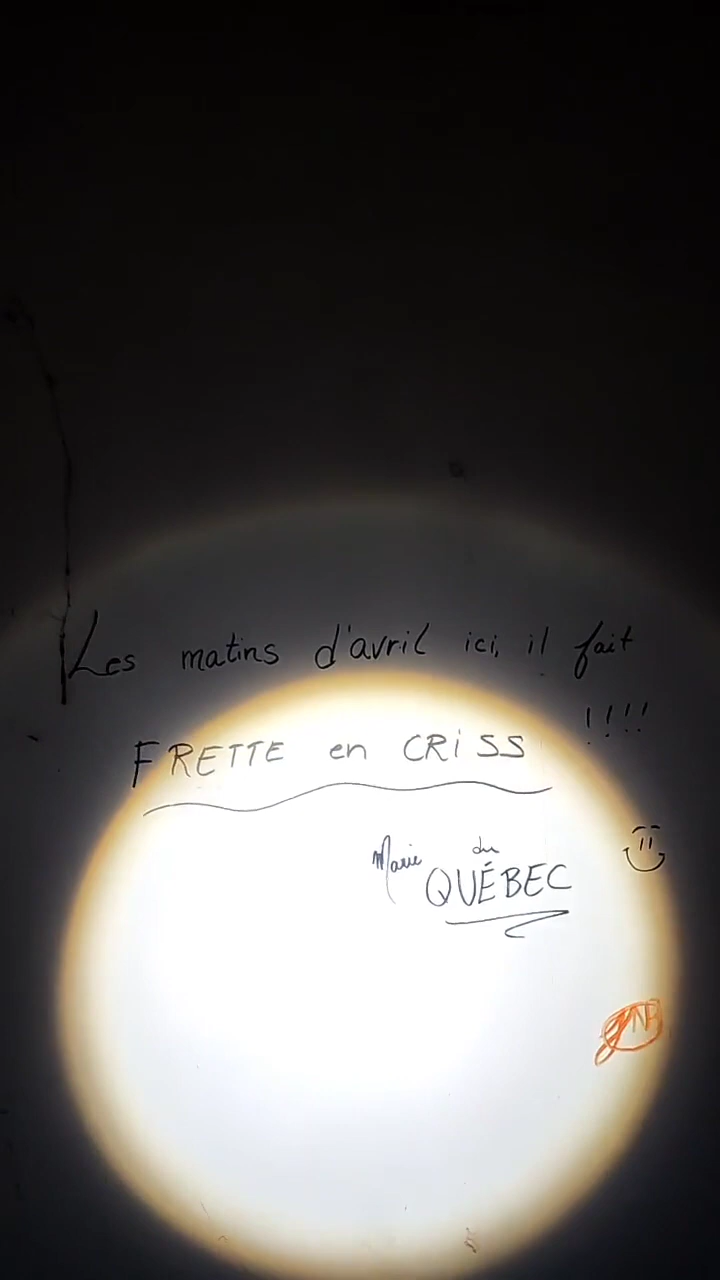 Les matins d'avril ici, il fait
FRETTE en CRiSS !!!!
Marie du
QUÉBEC